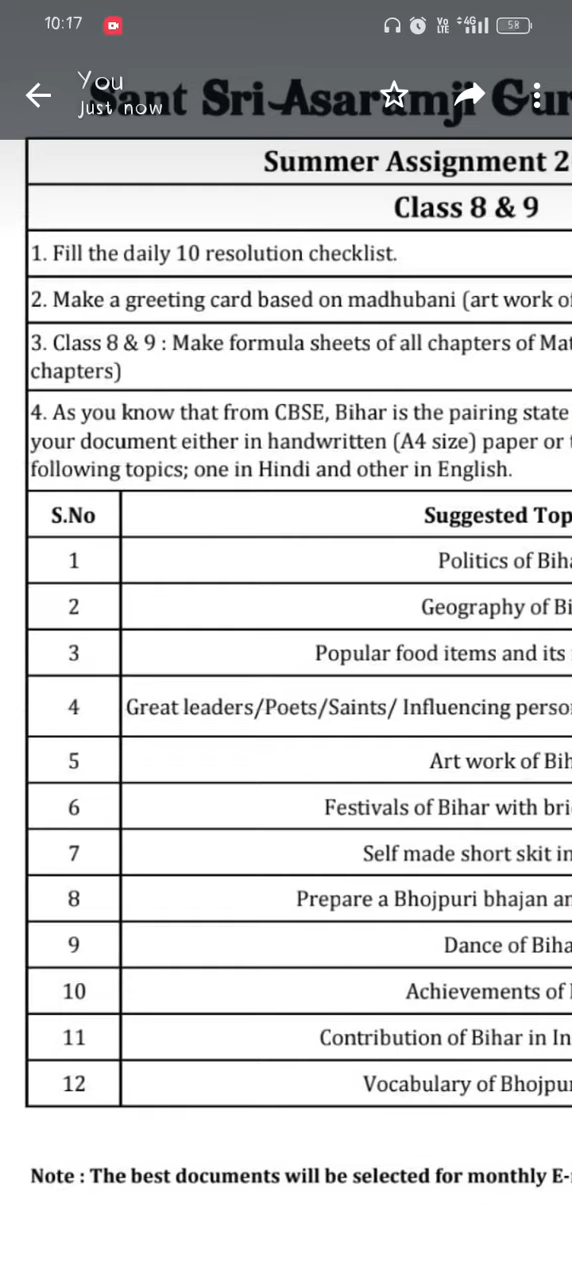 10:17
Vo LTE 4G 58
You
Just now
Sant Sri Asaramji Gur
Summer Assignment 2
Class 8 & 9
1. Fill the daily 10 resolution checklist.
2. Make a greeting card based on madhubani (art work of
3. Class 8 & 9 : Make formula sheets of all chapters of Mat
chapters)
4. As you know that from CBSE, Bihar is the pairing state
your document either in handwritten (A4 size) paper or
following topics; one in Hindi and other in English.
S.No Suggested Top
1 Politics of Biha
2 Geography of Bi
3 Popular food items and its
4 Great leaders/Poets/Saints/ Influencing perso
5 Art work of Bih
6 Festivals of Bihar with bri
7 Self made short skit in
8 Prepare a Bhojpuri bhajan an
9 Dance of Biha
10 Achievements of
11 Contribution of Bihar in In
12 Vocabulary of Bhojpu
Note : The best documents will be selected for monthly E-